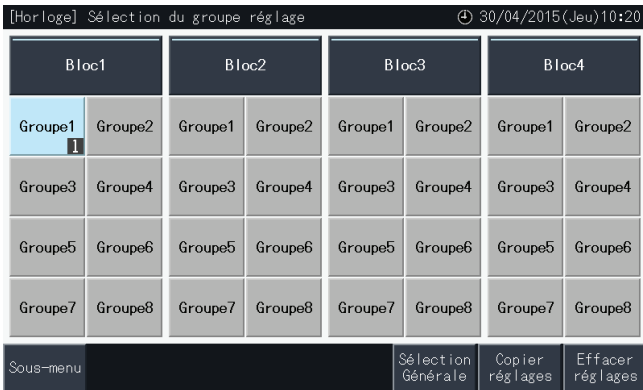 [Horloge] Sélection du groupe réglage 30/04/2015(Jeu)10:20
Bloc1 Bloc2 Bloc3 Bloc4
Groupe1 Groupe2 Groupe1 Groupe2 Groupe1 Groupe2 Groupe1 Groupe2
1
Groupe3 Groupe4 Groupe3 Groupe4 Groupe3 Groupe4 Groupe3 Groupe4
Groupe5 Groupe6 Groupe5 Groupe6 Groupe5 Groupe6 Groupe5 Groupe6
Groupe7 Groupe8 Groupe7 Groupe8 Groupe7 Groupe8 Groupe7 Groupe8
Sous-menu
Sélection
Générale
Copier
réglages
Effacer
réglages